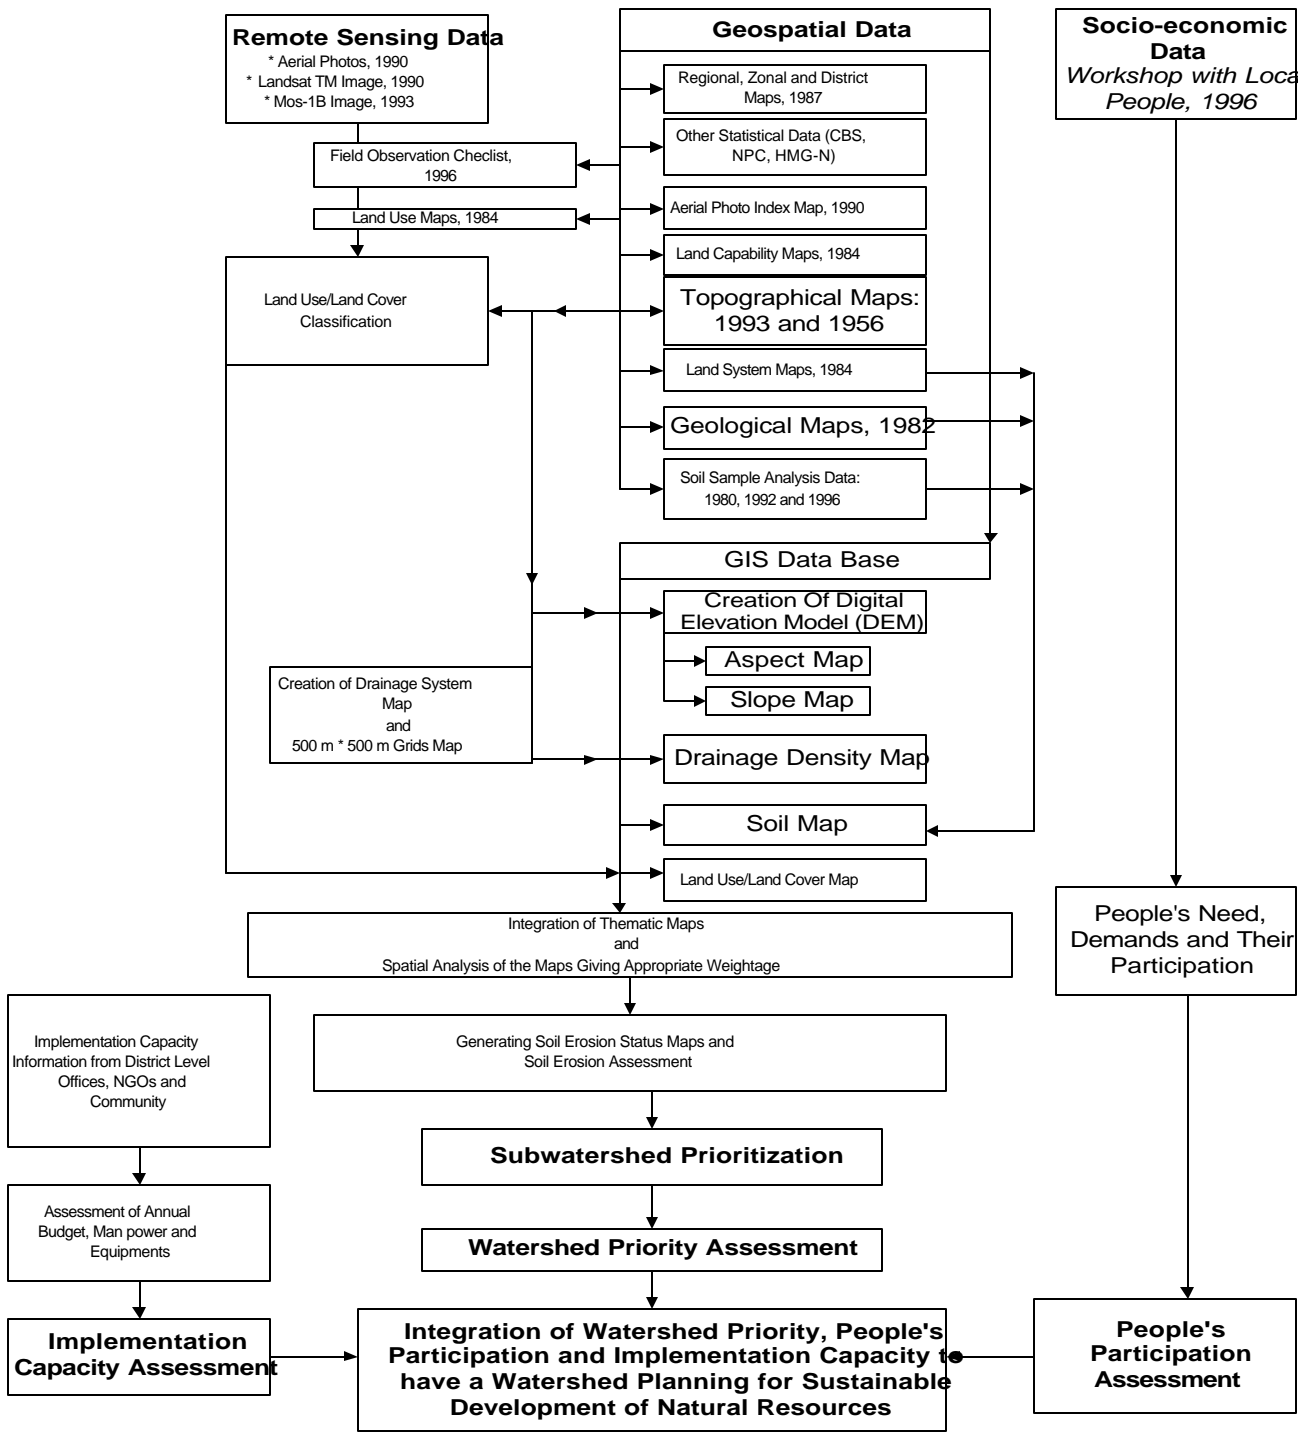 Remote Sensing Data
* Aerial Photos, 1990
* Landsat TM Image, 1990
* Mos-1B Image, 1993
Geospatial Data
Socio-economic
Data
Workshop with Loca
People, 1996
Regional, Zonal and District
Maps, 1987
Other Statistical Data (CBS,
NPC, HMG-N)
Field Observation Checlist,
1996
Aerial Photo Index Map, 1990
Land Use Maps, 1984
Land Capability Maps, 1984
Land Use/Land Cover
Classification
Topographical Maps:
1993 and 1956
Land System Maps, 1984
Geological Maps, 1982
Soil Sample Analysis Data:
1980, 1992 and 1996
GIS Data Base
Creation Of Digital
Elevation Model (DEM)
Aspect Map
Slope Map
Creation of Drainage System
Map
and
500 m * 500 m Grids Map
Drainage Density Map
Soil Map
Land Use/Land Cover Map
Integration of Thematic Maps
and
Spatial Analysis of the Maps Giving Appropriate Weightage
People's Need,
Demands and Their
Participation
Implementation Capacity
Information from District Level
Offices, NGOs and
Community
Generating Soil Erosion Status Maps and
Soil Erosion Assessment
Subwatershed Prioritization
Assessment of Annual
Budget, Man power and
Equipments
Watershed Priority Assessment
Implementation
Capacity Assessment
Integration of Watershed Priority, People's
Participation and Implementation Capacity to
have a Watershed Planning for Sustainable
Development of Natural Resources
People's
Participation
Assessment